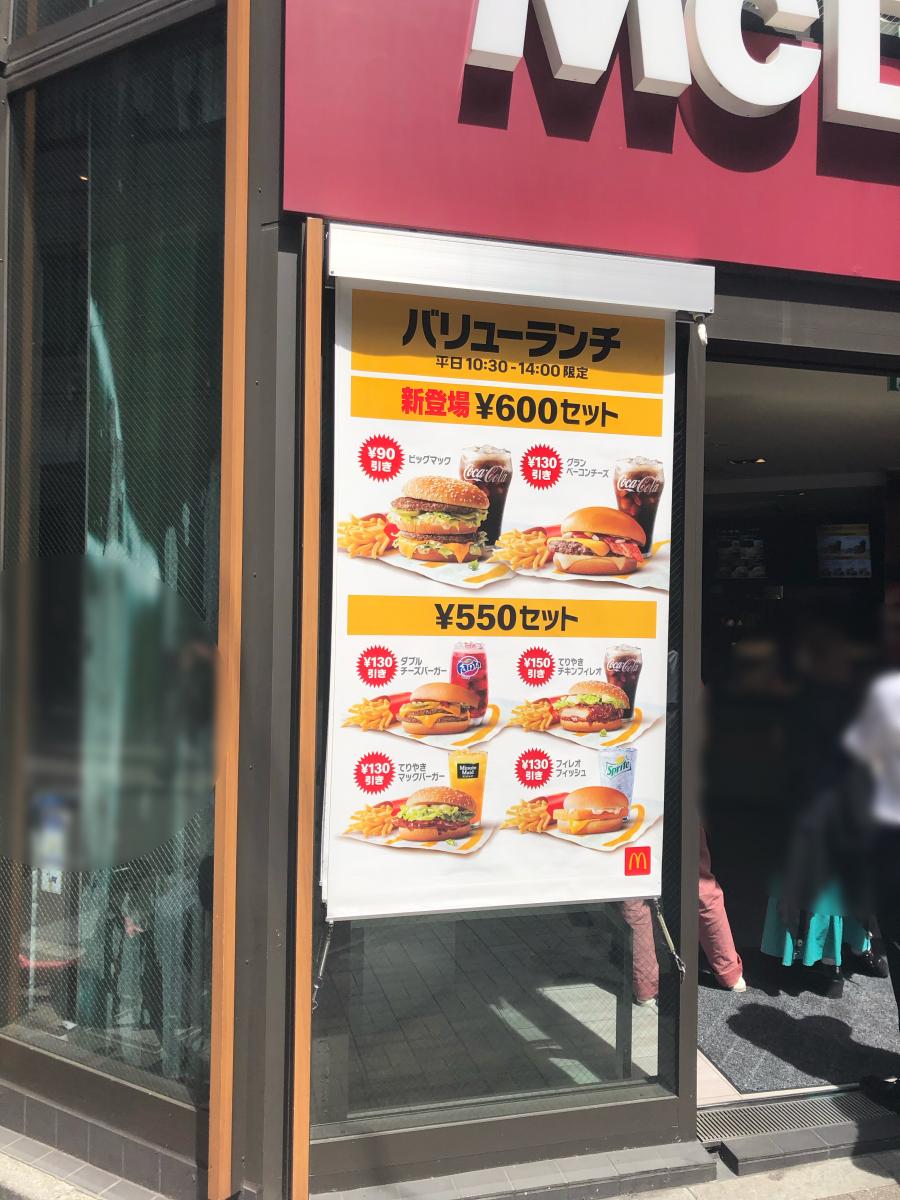 McD
バリューランチ
平日 10:30-14:00 限定
新登場 ¥600セット
¥90
引き
ビッグマック
Coca-Cola
¥130
引き
グラン
ベーコンチーズ
Coca-Cola
¥550セット
¥130
引き
ダブル
チーズバーガー
Fanta
¥150
引き
てりやき
チキンフィレオ
Coca-Cola
¥130
引き
てりやき
マックバーガー
Minute
Maid
¥130
引き
フィレオ
フィッシュ
Sprite